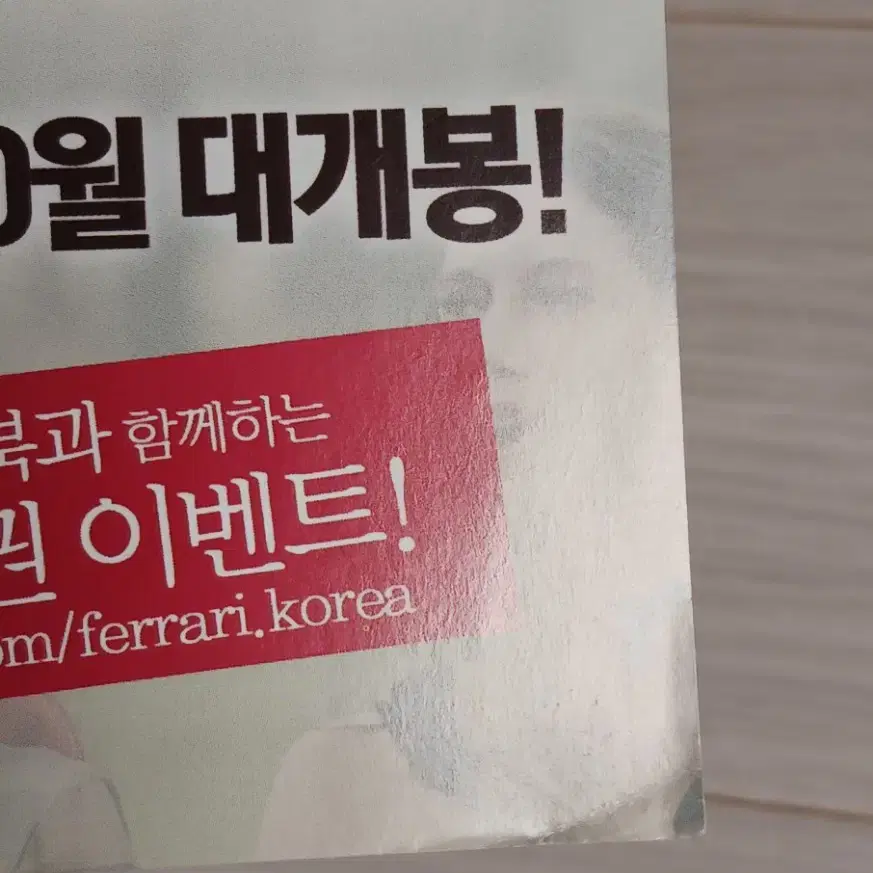 0월 대개봉!
북과 함께하는
이벤트!
om/ferrari.korea